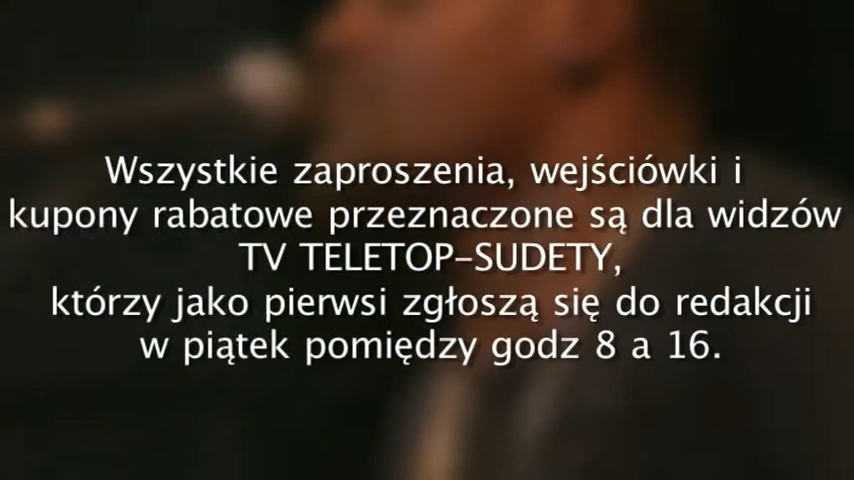 Wszystkie zaproszenia, wejściówki i
kupony rabatowe przeznaczone są dla widzów
TV TELETOP-SUDETY,
którzy jako pierwsi zgłoszą się do redakcji
w piątek pomiędzy godz 8 a 16.